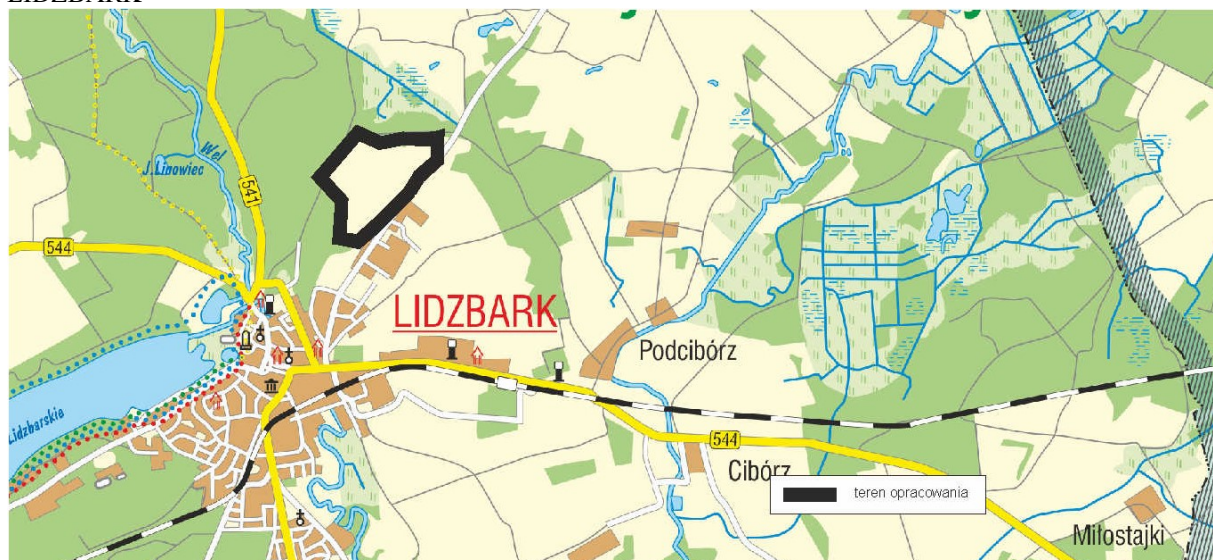 LIDZBARK
Wel
J. Linowiec
541
544
LIDZBARK
Podcibórz
Lidzbarskie
544
Cibórz
teren opracowania
Miłostajki